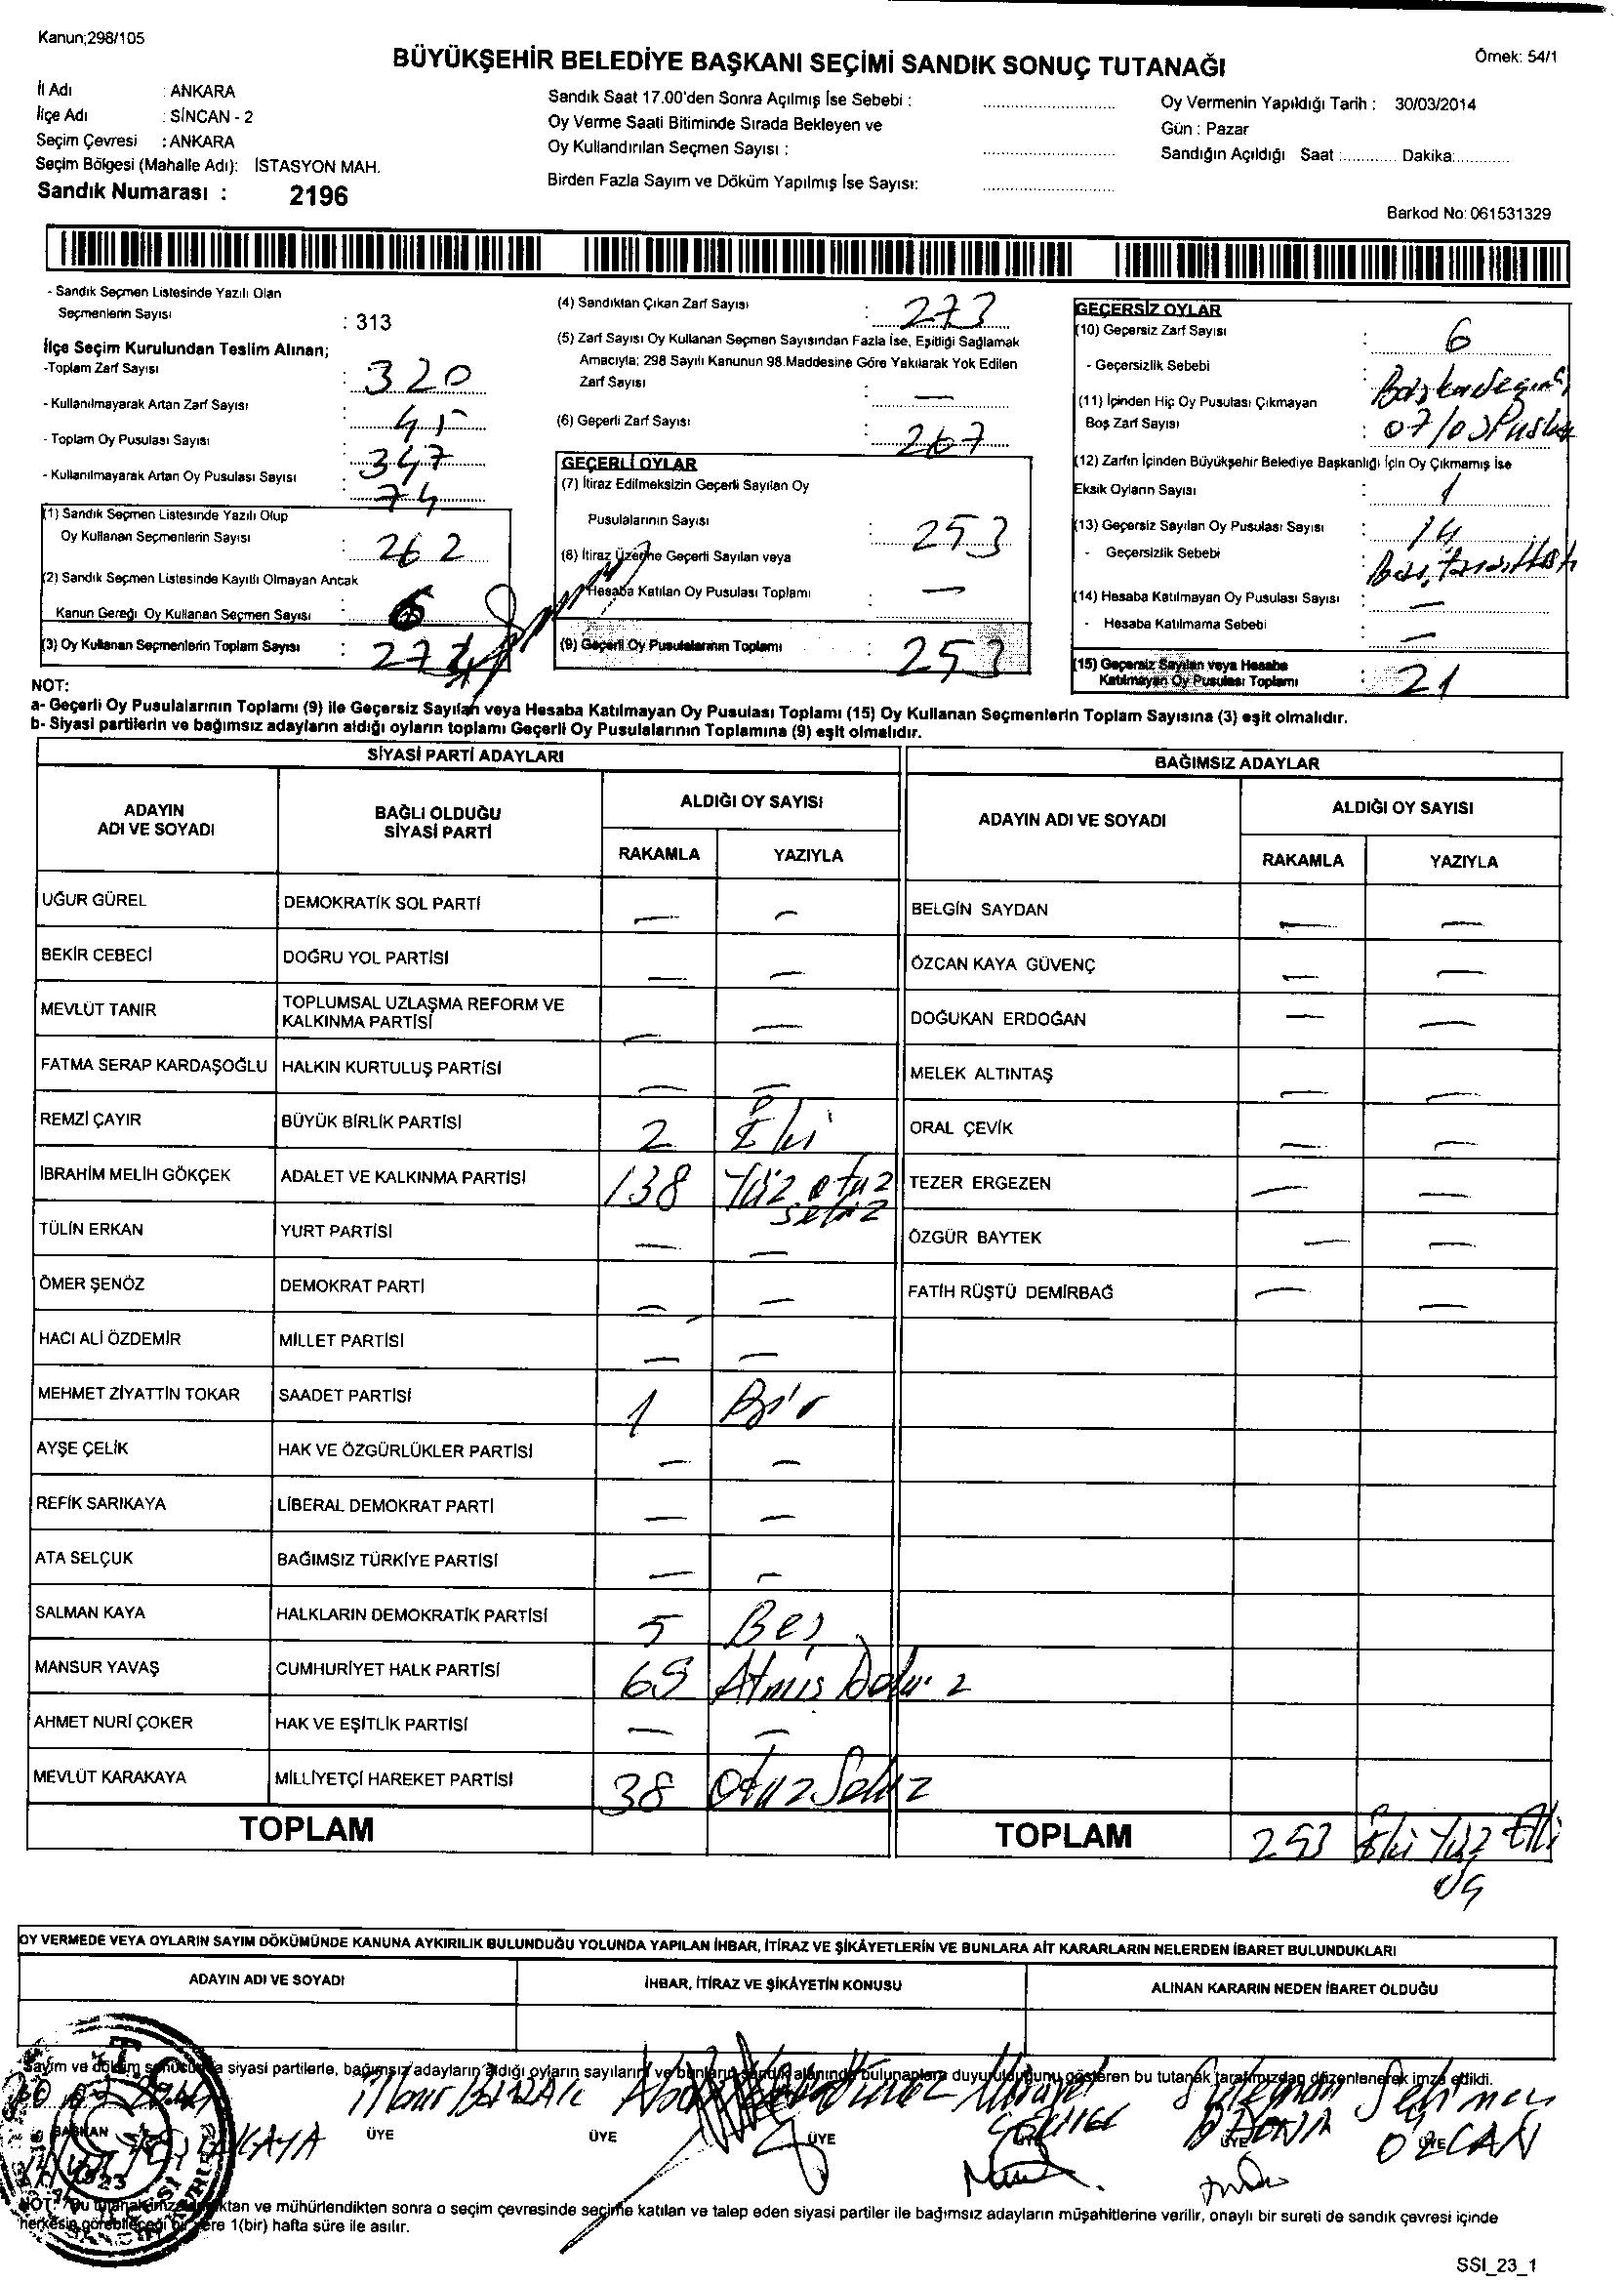 Kanun;298/105
BÜYÜKŞEHİR BELEDİYE BAŞKANI SEÇİMİ SANDIK SONUÇ TUTANAĞI
Örnek: 54/1
İl Adı : ANKARA
İlçe Adı : SİNCAN - 2
Seçim Çevresi : ANKARA
Seçim Bölgesi (Mahalle Adı): İSTASYON MAH.
Sandık Numarası : 2196
Sandık Saat 17.00'den Sonra Açılmış İse Sebebi :
Oy Verme Saati Bitiminde Sırada Bekleyen ve
Oy Kullandırılan Seçmen Sayısı :
Birden Fazla Sayım ve Döküm Yapılmış İse Sayısı:
Oy Vermenin Yapıldığı Tarih : 30/03/2014
Gün : Pazar
Sandığın Açıldığı Saat :............ Dakika:............
Barkod No: 061531329
- Sandık Seçmen Listesinde Yazılı Olan
Seçmenlerin Sayısı : 313
İlçe Seçim Kurulundan Teslim Alınan;
-Toplam Zarf Sayısı : 320
- Kullanılmayarak Artan Zarf Sayısı : 45
- Toplam Oy Pusulası Sayısı : 347
- Kullanılmayarak Artan Oy Pusulası Sayısı : 74
(1) Sandık Seçmen Listesinde Yazılı Olup
Oy Kullanan Seçmenlerin Sayısı : 262
(2) Sandık Seçmen Listesinde Kayıtlı Olmayan Ancak
Kanun Gereği Oy Kullanan Seçmen Sayısı :
(3) Oy Kullanan Seçmenlerin Toplam Sayısı :
(4) Sandıktan Çıkan Zarf Sayısı : 273
(5) Zarf Sayısı Oy Kullanan Seçmen Sayısından Fazla İse, Eşitliği Sağlamak
Amacıyla; 298 Sayılı Kanunun 98.Maddesine Göre Yakılarak Yok Edilen
Zarf Sayısı : —
(6) Geçerli Zarf Sayısı : 267
GEÇERLİ OYLAR
(7) İtiraz Edilmeksizin Geçerli Sayılan Oy
Pusulalarının Sayısı : 253
(8) İtiraz Üzerine Geçerli Sayılan veya
Hesaba Katılan Oy Pusulası Toplamı : —
(9) Geçerli Oy Pusulalarının Toplamı : 253
GEÇERSİZ OYLAR
(10) Geçersiz Zarf Sayısı : 6
- Geçersizlik Sebebi :
(11) İçinden Hiç Oy Pusulası Çıkmayan
Boş Zarf Sayısı :
(12) Zarfın İçinden Büyükşehir Belediye Başkanlığı İçin Oy Çıkmamış İse
Eksik Oyların Sayısı : 1
(13) Geçersiz Sayılan Oy Pusulası Sayısı : 14
- Geçersizlik Sebebi
(14) Hesaba Katılmayan Oy Pusulası Sayısı : —
- Hesaba Katılmama Sebebi : —
(15) Geçersiz Sayılan veya Hesaba
Katılmayan Oy Pusulası Toplamı : 21
NOT:
a- Geçerli Oy Pusulalarının Toplamı (9) ile Geçersiz Sayılan veya Hesaba Katılmayan Oy Pusulası Toplamı (15) Oy Kullanan Seçmenlerin Toplam Sayısına (3) eşit olmalıdır.
b- Siyasi partilerin ve bağımsız adayların aldığı oyların toplamı Geçerli Oy Pusulalarının Toplamına (9) eşit olmalıdır.
SİYASİ PARTİ ADAYLARI
ADAYIN ADI VE SOYADI BAĞLI OLDUĞU SİYASİ PARTİ ALDIĞI OY SAYISI
RAKAMLA YAZIYLA
UĞUR GÜREL DEMOKRATİK SOL PARTİ — —
BEKİR CEBECİ DOĞRU YOL PARTİSİ — —
MEVLÜT TANIR TOPLUMSAL UZLAŞMA REFORM VE KALKINMA PARTİSİ — —
FATMA SERAP KARDAŞOĞLU HALKIN KURTULUŞ PARTİSİ — —
REMZİ ÇAYIR BÜYÜK BİRLİK PARTİSİ 2 İki
İBRAHİM MELİH GÖKÇEK ADALET VE KALKINMA PARTİSİ 138 Yüz otuz sekiz
TÜLİN ERKAN YURT PARTİSİ — —
ÖMER ŞENÖZ DEMOKRAT PARTİ — —
HACI ALİ ÖZDEMİR MİLLET PARTİSİ — —
MEHMET ZİYATTİN TOKAR SAADET PARTİSİ 1 Bir
AYŞE ÇELİK HAK VE ÖZGÜRLÜKLER PARTİSİ — —
REFİK SARIKAYA LİBERAL DEMOKRAT PARTİ — —
ATA SELÇUK BAĞIMSIZ TÜRKİYE PARTİSİ — —
SALMAN KAYA HALKLARIN DEMOKRATİK PARTİSİ 5 Beş
MANSUR YAVAŞ CUMHURİYET HALK PARTİSİ 69 Atmış Dokuz
AHMET NURİ ÇOKER HAK VE EŞİTLİK PARTİSİ — —
MEVLÜT KARAKAYA MİLLİYETÇİ HAREKET PARTİSİ 38 Otuz Sekiz
TOPLAM
BAĞIMSIZ ADAYLAR
ADAYIN ADI VE SOYADI ALDIĞI OY SAYISI
RAKAMLA YAZIYLA
BELGİN SAYDAN — —
ÖZCAN KAYA GÜVENÇ — —
DOĞUKAN ERDOĞAN — —
MELEK ALTINTAŞ — —
ORAL ÇEVİK — —
TEZER ERGEZEN — —
ÖZGÜR BAYTEK — —
FATİH RÜŞTÜ DEMİRBAĞ — —
TOPLAM 253 İki Yüz Elli
üç
OY VERMEDE VEYA OYLARIN SAYIM DÖKÜMÜNDE KANUNA AYKIRILIK BULUNDUĞU YOLUNDA YAPILAN İHBAR, İTİRAZ VE ŞİKÂYETLERİN VE BUNLARA AİT KARARLARIN NELERDEN İBARET BULUNDUKLARI
ADAYIN ADI VE SOYADI İHBAR, İTİRAZ VE ŞİKÂYETİN KONUSU ALINAN KARARIN NEDEN İBARET OLDUĞU
Sayım ve döküm sonucunda siyasi partilerle, bağımsız adayların aldığı oyların sayılarını ve bunların sandık alanında bulunanlara duyurulduğunu gösteren bu tutanak tarafımızdan düzenlenerek imza edildi.
Süleyman Şehmen
BAŞKAN ÜYE ÜYE ÜYE ÜYE ÜYE ÜYE
ÖZCAN
NOT: Bu tutanak imzalandıktan ve mühürlendikten sonra o seçim çevresinde seçime katılan ve talep eden siyasi partiler ile bağımsız adayların müşahitlerine verilir, onaylı bir sureti de sandık çevresi içinde
herkesin görebileceği bir yere 1(bir) hafta süre ile asılır.
SSI_23_1